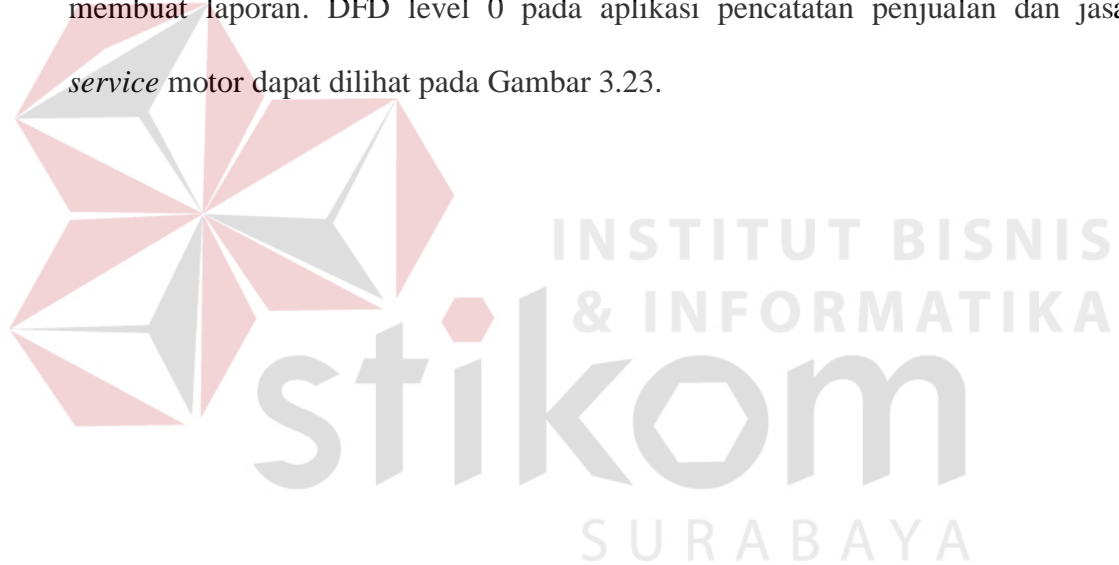 membuat laporan. DFD level 0 pada aplikasi pencatatan penjualan dan jasa
service motor dapat dilihat pada Gambar 3.23.
INSTITUT BISNIS
& INFORMATIKA
stikom
SURABAYA